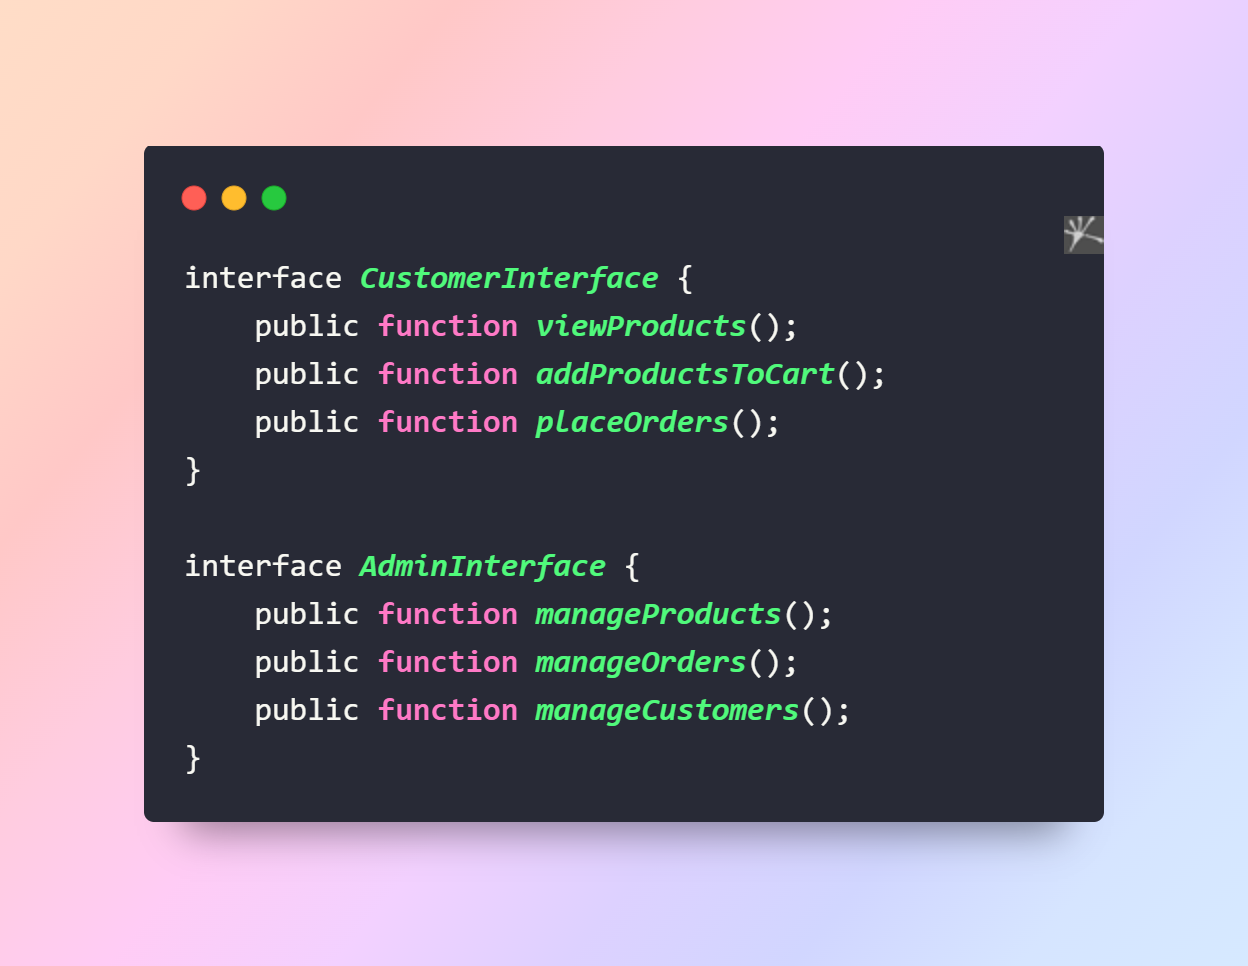 interface CustomerInterface {
    public function viewProducts();
    public function addProductsToCart();
    public function placeOrders();
}

interface AdminInterface {
    public function manageProducts();
    public function manageOrders();
    public function manageCustomers();
}